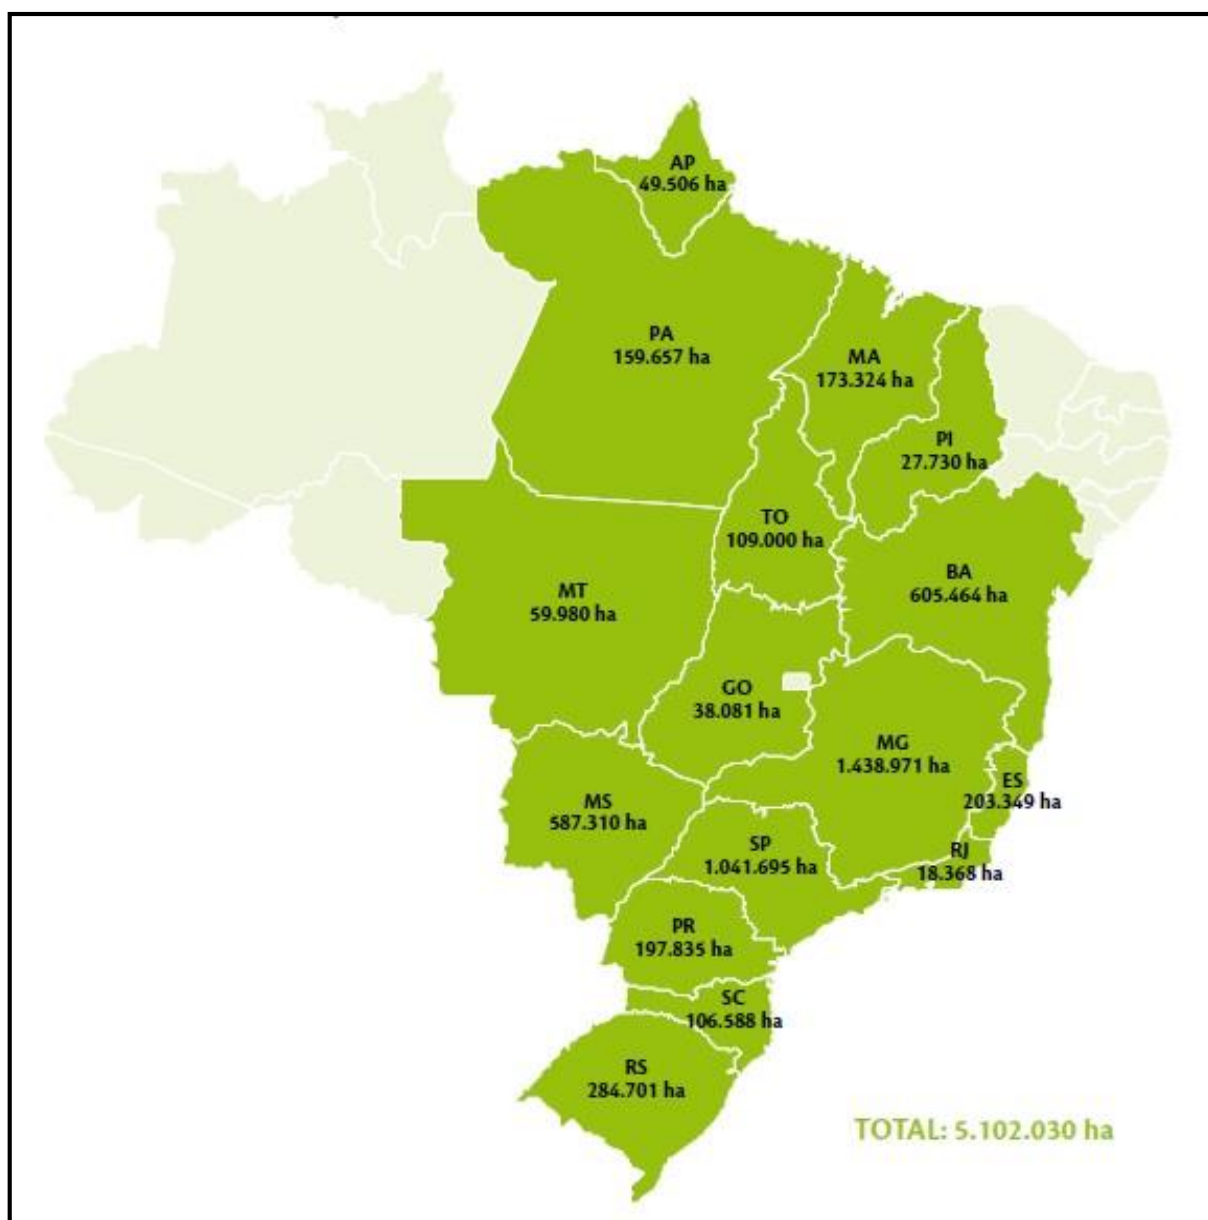 AP
49.506 ha
PA
159.657 ha
MA
173.324 ha
PI
27.730 ha
TO
109.000 ha
BA
605.464 ha
MT
59.980 ha
GO
38.081 ha
MG
1.438.971 ha
ES
203.349 ha
MS
587.310 ha
SP
1.041.695 ha
RJ
18.368 ha
PR
197.835 ha
SC
106.588 ha
RS
284.701 ha
TOTAL: 5.102.030 ha